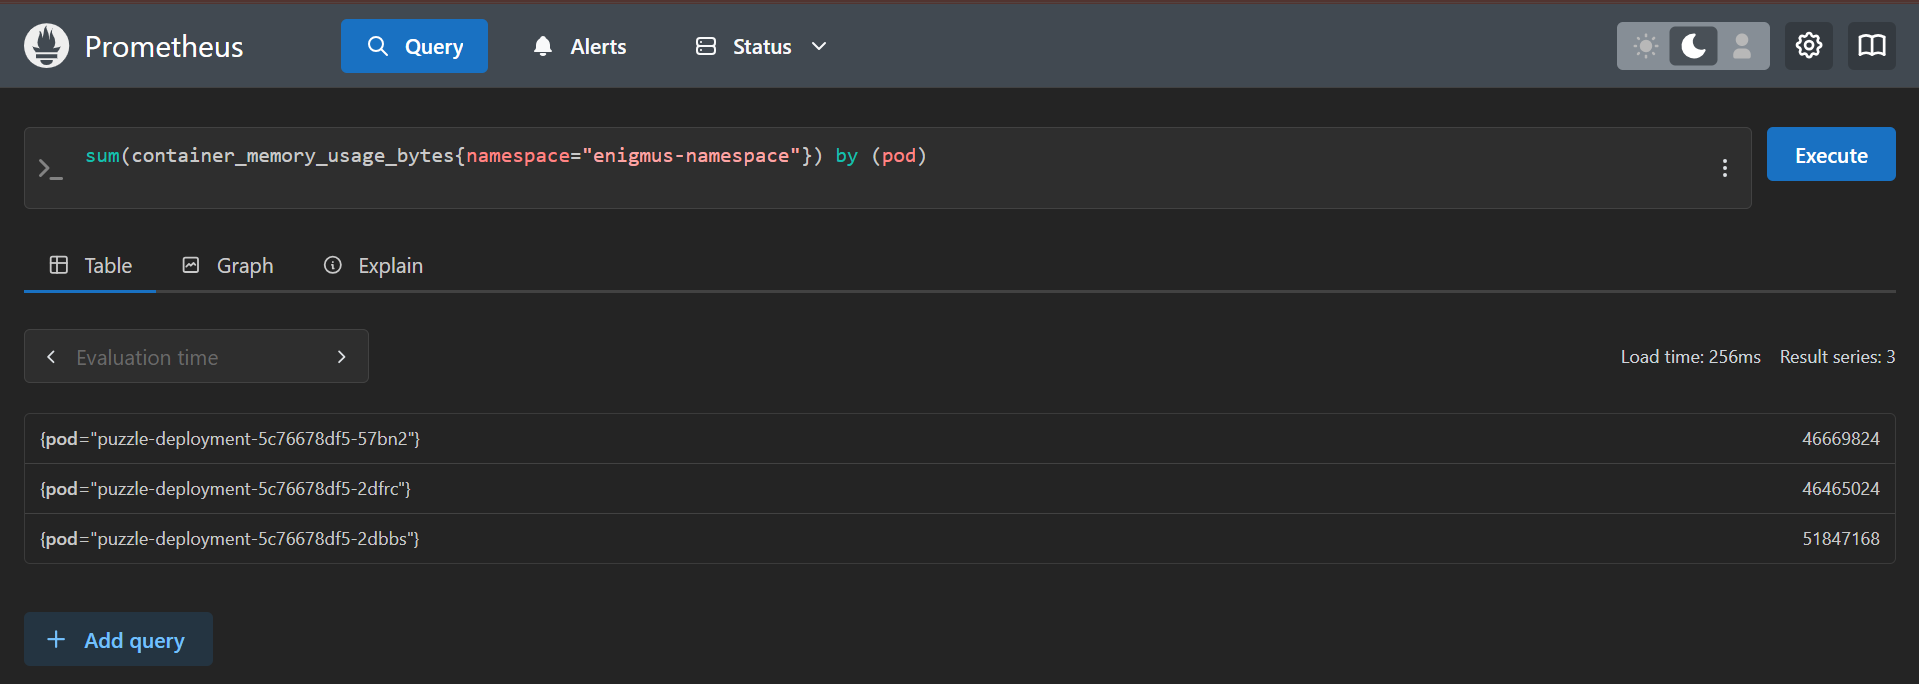 Prometheus Query Alerts Status
sum(container_memory_usage_bytes{namespace="enigmus-namespace"}) by (pod)
Execute
Table Graph Explain
Evaluation time
Load time: 256ms Result series: 3
{pod="puzzle-deployment-5c76678df5-57bn2"} 46669824
{pod="puzzle-deployment-5c76678df5-2dfrc"} 46465024
{pod="puzzle-deployment-5c76678df5-2dbbs"} 51847168
Add query